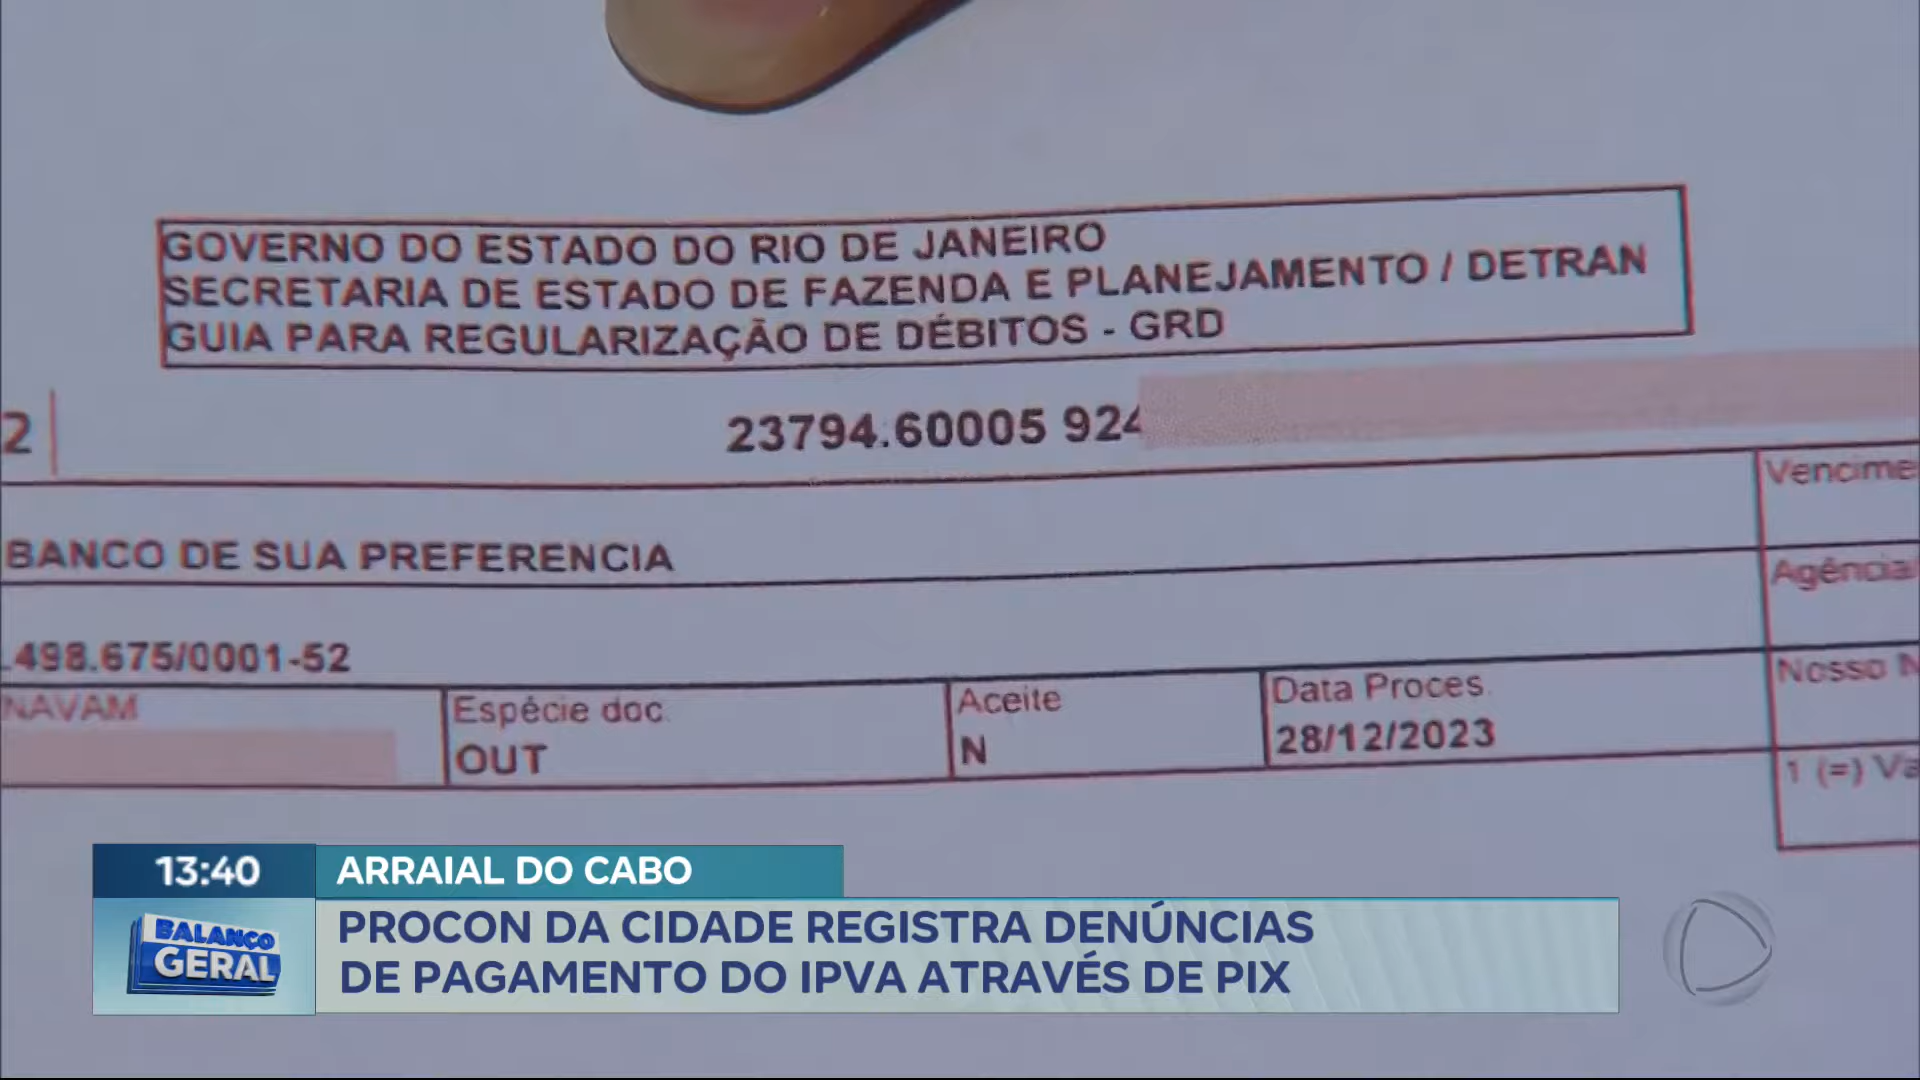 GOVERNO DO ESTADO DO RIO DE JANEIRO
SECRETARIA DE ESTADO DE FAZENDA E PLANEJAMENTO / DETRAN
GUIA PARA REGULARIZAÇÃO DE DÉBITOS - GRD
2 23794.60005 924
Vencime
BANCO DE SUA PREFERENCIA
Agência
.498.675/0001-52
Nosso N
NAVAM Espécie doc. Aceite Data Proces.
OUT N 28/12/2023
1 (=) Va
13:40 ARRAIAL DO CABO
BALANÇO GERAL
PROCON DA CIDADE REGISTRA DENÚNCIAS
DE PAGAMENTO DO IPVA ATRAVÉS DE PIX